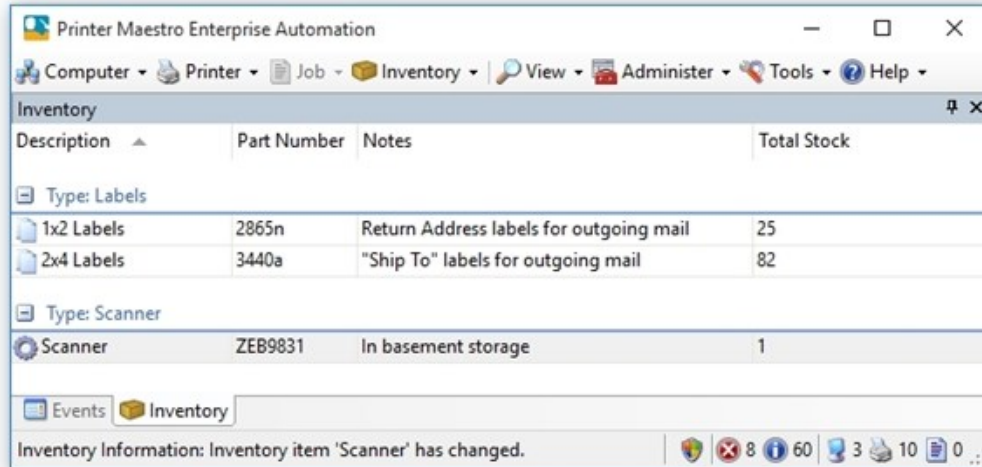 Printer Maestro Enterprise Automation
Computer Printer Job Inventory View Administer Tools Help
Inventory
Description Part Number Notes Total Stock
Type: Labels
1x2 Labels 2865n Return Address labels for outgoing mail 25
2x4 Labels 3440a "Ship To" labels for outgoing mail 82
Type: Scanner
Scanner ZEB9831 In basement storage 1
Events Inventory
Inventory Information: Inventory item 'Scanner' has changed. 8 60 3 10 0